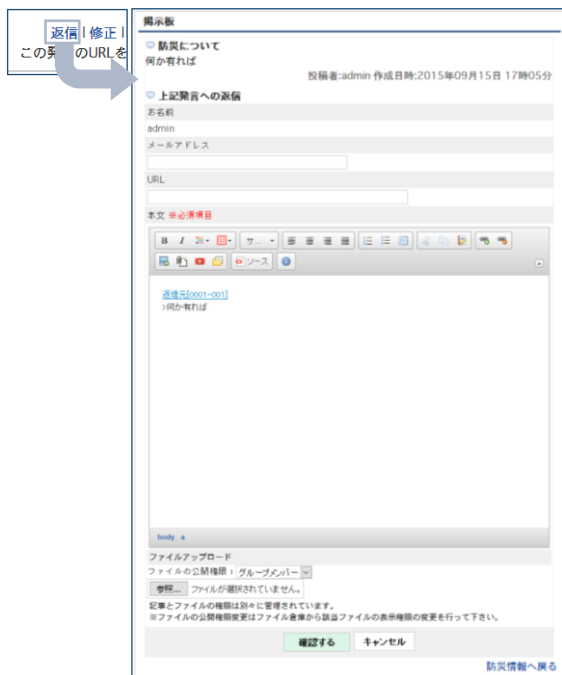 返信 | 修正 |
この発言のURLを
掲示板
防災について
何か有れば
投稿者:admin 作成日時:2015年09月15日 17時05分
上記発言への返信
お名前
admin
メールアドレス
URL
本文 ※必須項目
B I サ...
ソース
返信元[0001-001]
>何か有れば
body a
ファイルアップロード
ファイルの公開権限: グループメンバー
参照... ファイルが選択されていません。
記事とファイルの権限は別々に管理されています。
※ファイルの公開権限変更はファイル倉庫から該当ファイルの表示権限の変更を行って下さい。
確認する キャンセル
防災情報へ戻る